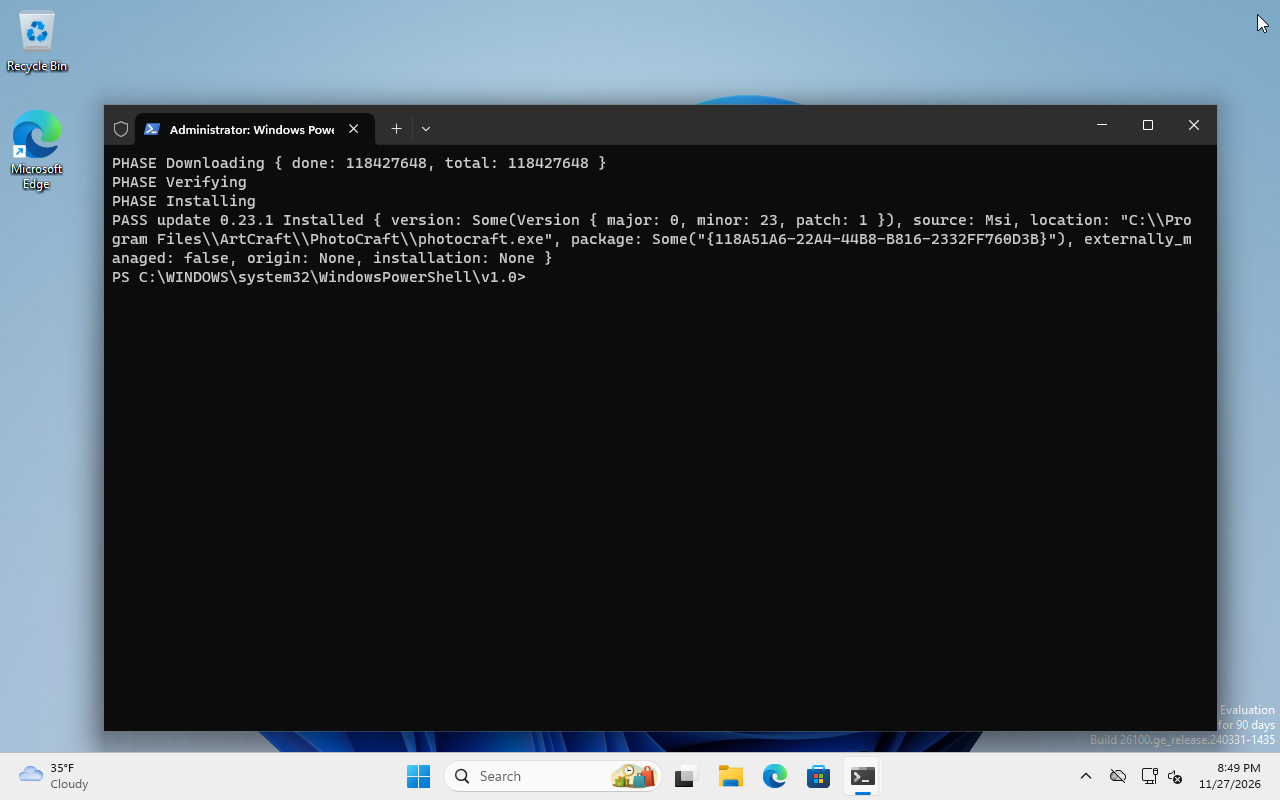 Recycle Bin
Microsoft
Edge
Administrator: Windows Powe
PHASE Downloading { done: 118427648, total: 118427648 }
PHASE Verifying
PHASE Installing
PASS update 0.23.1 Installed { version: Some(Version { major: 0, minor: 23, patch: 1 }), source: Msi, location: "C:\\Pro
gram Files\\ArtCraft\\PhotoCraft\\photocraft.exe", package: Some("{118A51A6-22A4-44B8-B816-2332FF760D3B}"), externally_m
anaged: false, origin: None, installation: None }
PS C:\WINDOWS\system32\WindowsPowerShell\v1.0>
Evaluation
for 90 days
Build 26100.ge_release.240331-1435
35°F
Cloudy
Search
8:49 PM
11/27/2026